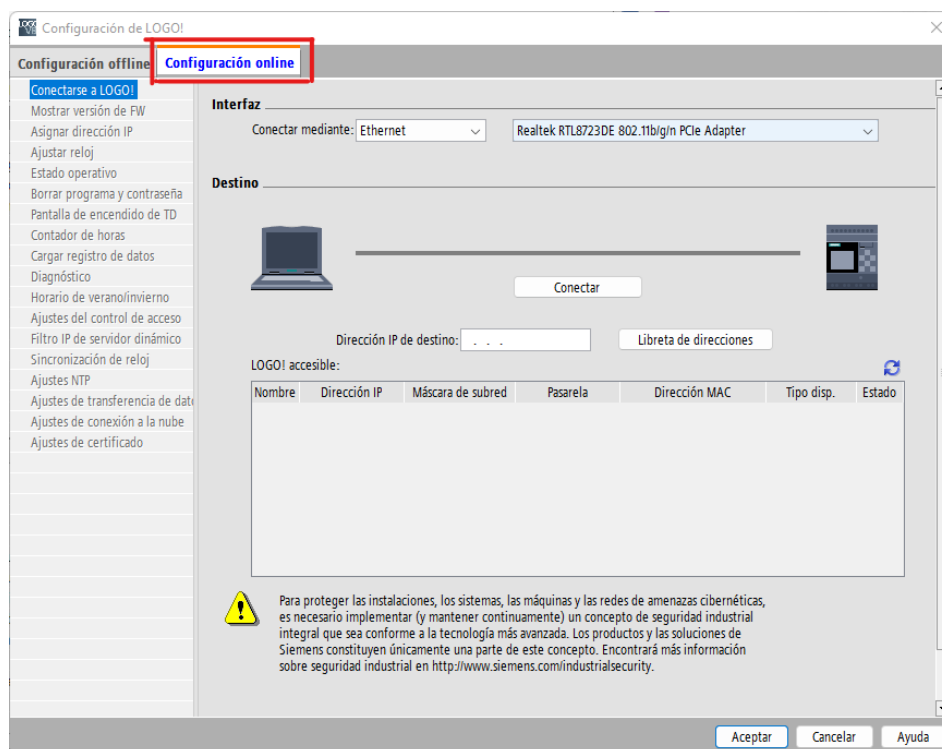 Configuración de LOGO!
Configuración offline
Configuración online
Conectarse a LOGO!
Mostrar versión de FW
Asignar dirección IP
Ajustar reloj
Estado operativo
Borrar programa y contraseña
Pantalla de encendido de TD
Contador de horas
Cargar registro de datos
Diagnóstico
Horario de verano/invierno
Ajustes del control de acceso
Filtro IP de servidor dinámico
Sincronización de reloj
Ajustes NTP
Ajustes de transferencia de dato
Ajustes de conexión a la nube
Ajustes de certificado
Interfaz
Conectar mediante: Ethernet Realtek RTL8723DE 802.11b/g/n PCIe Adapter
Destino
Conectar
Dirección IP de destino: . . . Libreta de direcciones
LOGO! accesible:
Nombre Dirección IP Máscara de subred Pasarela Dirección MAC Tipo disp. Estado
Para proteger las instalaciones, los sistemas, las máquinas y las redes de amenazas cibernéticas,
es necesario implementar (y mantener continuamente) un concepto de seguridad industrial
integral que sea conforme a la tecnología más avanzada. Los productos y las soluciones de
Siemens constituyen únicamente una parte de este concepto. Encontrará más información
sobre seguridad industrial en http://www.siemens.com/industrialsecurity.
Aceptar Cancelar Ayuda